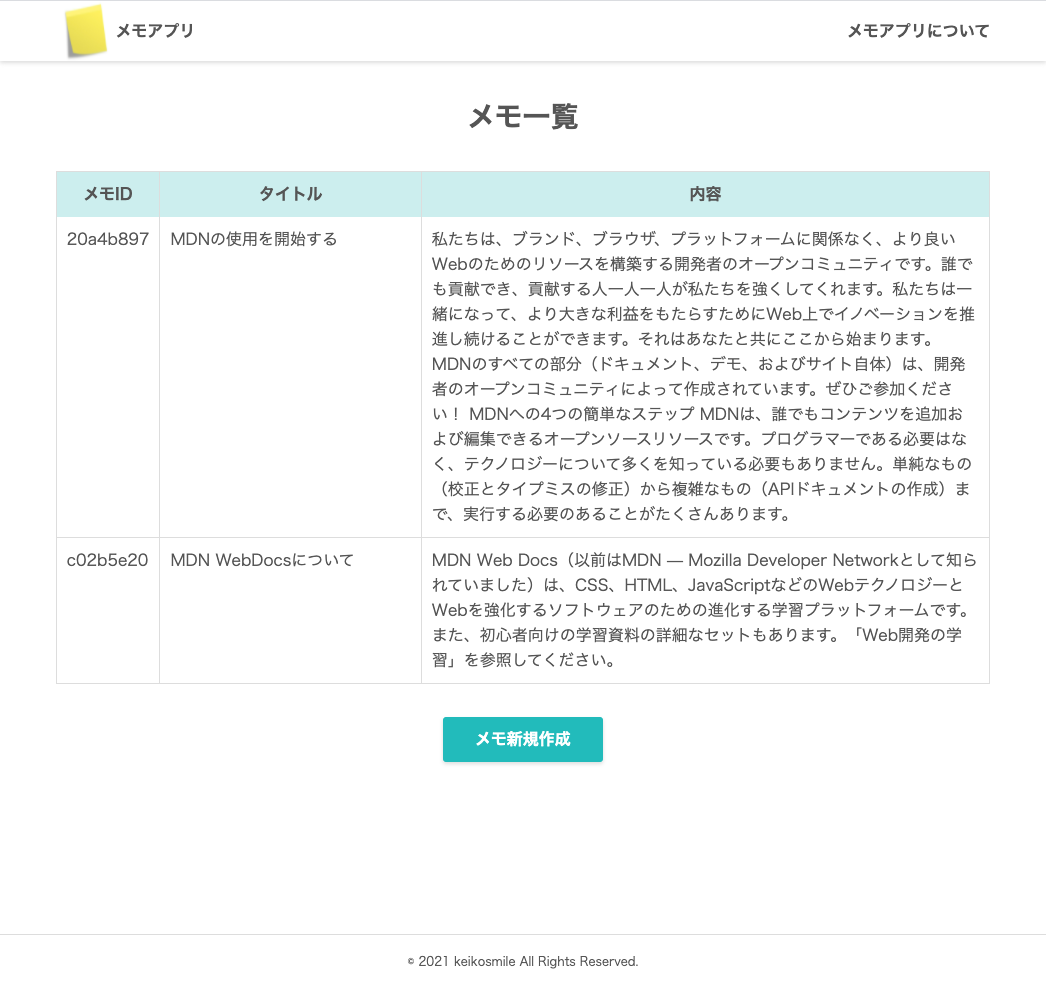 メモアプリ
メモアプリについて
メモ一覧
メモID
タイトル
内容
20a4b897
MDNの使用を開始する
私たちは、ブランド、ブラウザ、プラットフォームに関係なく、より良い
Webのためのリソースを構築する開発者のオープンコミュニティです。誰で
も貢献でき、貢献する人一人一人が私たちを強くしてくれます。私たちは一
緒になって、より大きな利益をもたらすためにWeb上でイノベーションを推
進し続けることができます。それはあなたと共にここから始まります。
MDNのすべての部分（ドキュメント、デモ、およびサイト自体）は、開発
者のオープンコミュニティによって作成されています。ぜひご参加くださ
い！ MDNへの4つの簡単なステップ MDNは、誰でもコンテンツを追加お
よび編集できるオープンソースリソースです。プログラマーである必要はな
く、テクノロジーについて多くを知っている必要もありません。単純なもの
（校正とタイプミスの修正）から複雑なもの（APIドキュメントの作成）ま
で、実行する必要のあることがたくさんあります。
c02b5e20
MDN WebDocsについて
MDN Web Docs（以前はMDN — Mozilla Developer Networkとして知ら
れていました）は、CSS、HTML、JavaScriptなどのWebテクノロジーと
Webを強化するソフトウェアのための進化する学習プラットフォームです。
また、初心者向けの学習資料の詳細なセットもあります。「Web開発の学
習」を参照してください。
メモ新規作成
© 2021 keikosmile All Rights Reserved.